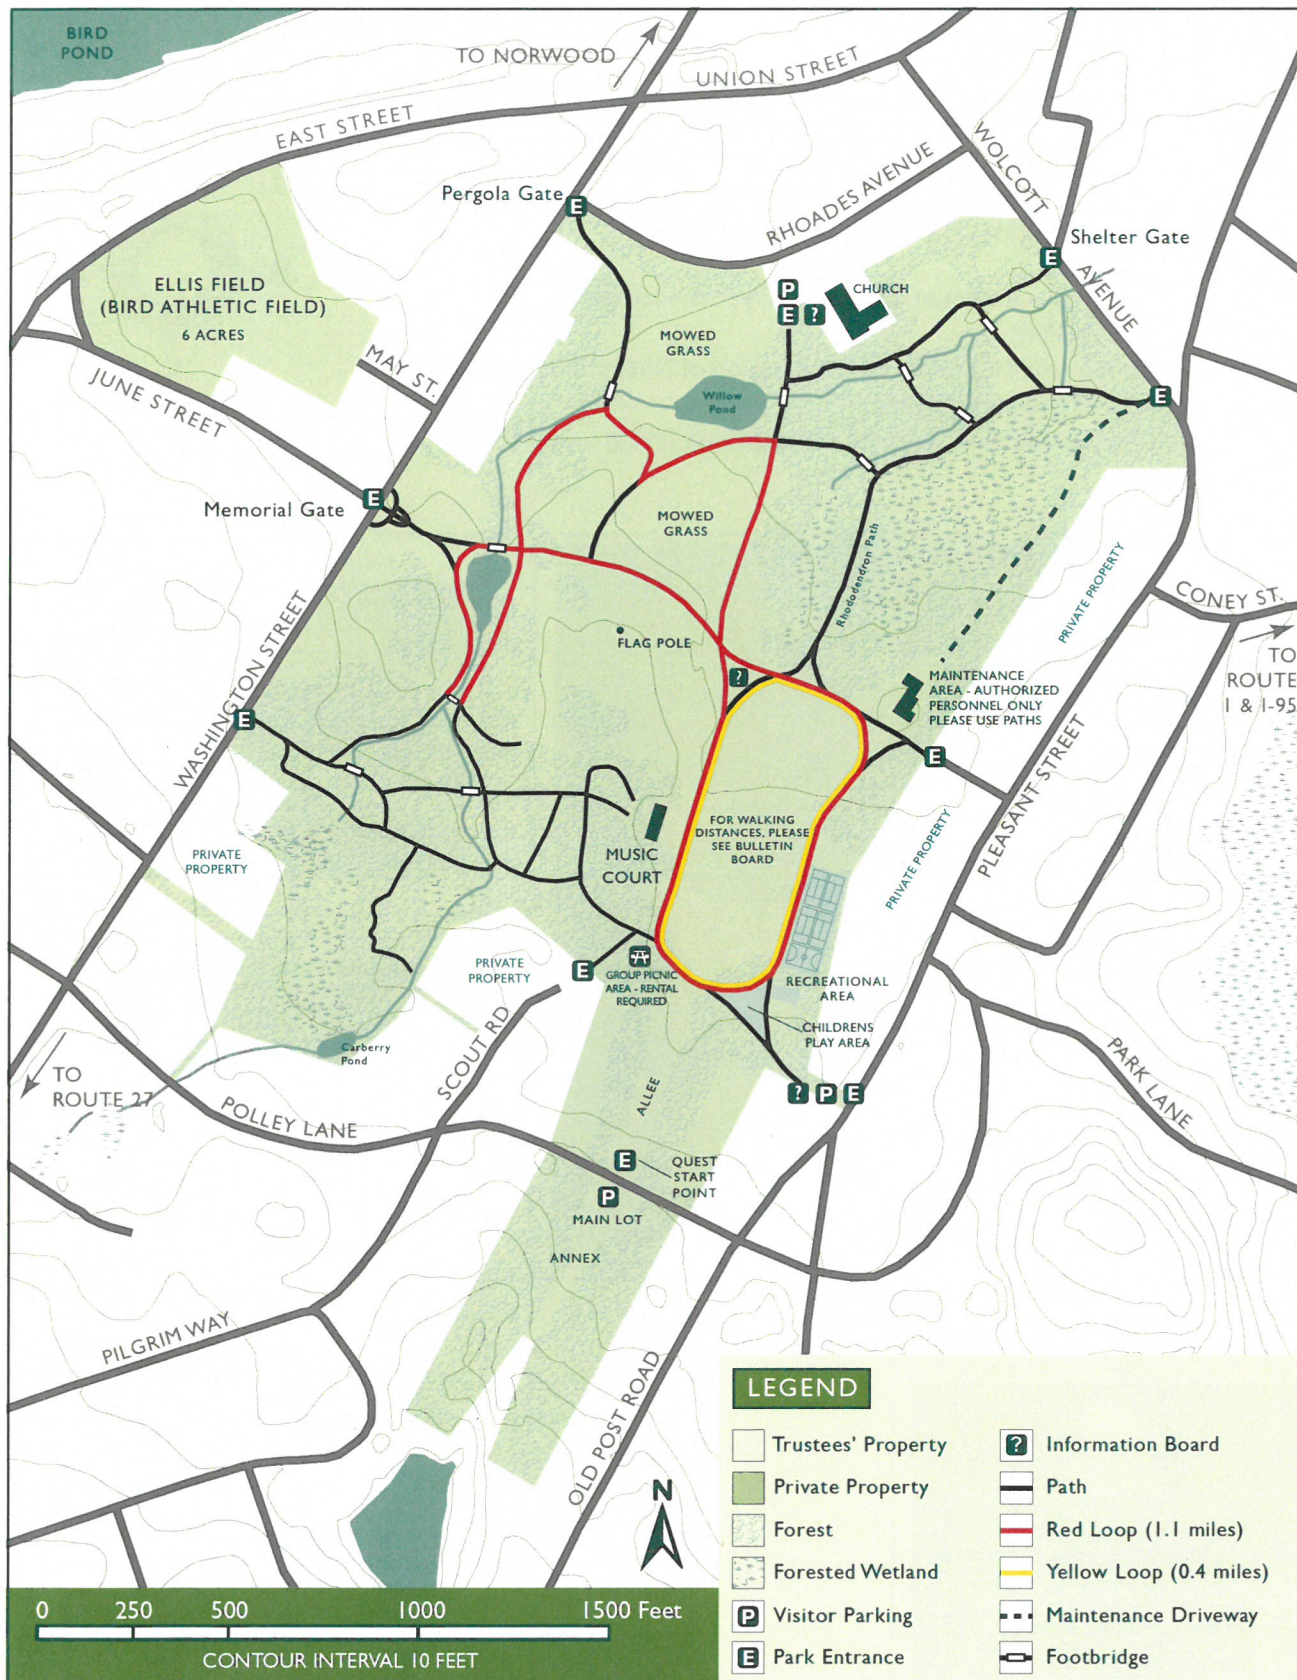 BIRD
POND
TO NORWOOD
UNION STREET
EAST STREET
WOLCOTT
AVENUE
Pergola Gate
E
RHOADES AVENUE
Shelter Gate
E
ELLIS FIELD
(BIRD ATHLETIC FIELD)
6 ACRES
P
E ?
CHURCH
MOWED
GRASS
MAY ST.
JUNE STREET
Willow
Pond
E
Memorial Gate
E
MOWED
GRASS
Rhododendron Path
PRIVATE PROPERTY
CONEY ST.
TO
ROUTE
1 & I-95
WASHINGTON STREET
FLAG POLE
?
MAINTENANCE
AREA - AUTHORIZED
PERSONNEL ONLY
PLEASE USE PATHS
E
E
PLEASANT STREET
PRIVATE PROPERTY
FOR WALKING
DISTANCES, PLEASE
SEE BULLETIN
BOARD
MUSIC
COURT
PRIVATE
PROPERTY
PRIVATE
PROPERTY
E
GROUP PICNIC
AREA - RENTAL
REQUIRED
RECREATIONAL
AREA
CHILDRENS
PLAY AREA
Carberry
Pond
SCOUT RD
PARK LANE
TO
ROUTE 27
POLLEY LANE
ALLEE
? P E
E
QUEST
START
POINT
P
MAIN LOT
ANNEX
PILGRIM WAY
OLD POST ROAD
N
LEGEND
Trustees' Property
Private Property
Forest
Forested Wetland
P Visitor Parking
E Park Entrance
? Information Board
Path
Red Loop (1.1 miles)
Yellow Loop (0.4 miles)
Maintenance Driveway
Footbridge
0 250 500 1000 1500 Feet
CONTOUR INTERVAL 10 FEET